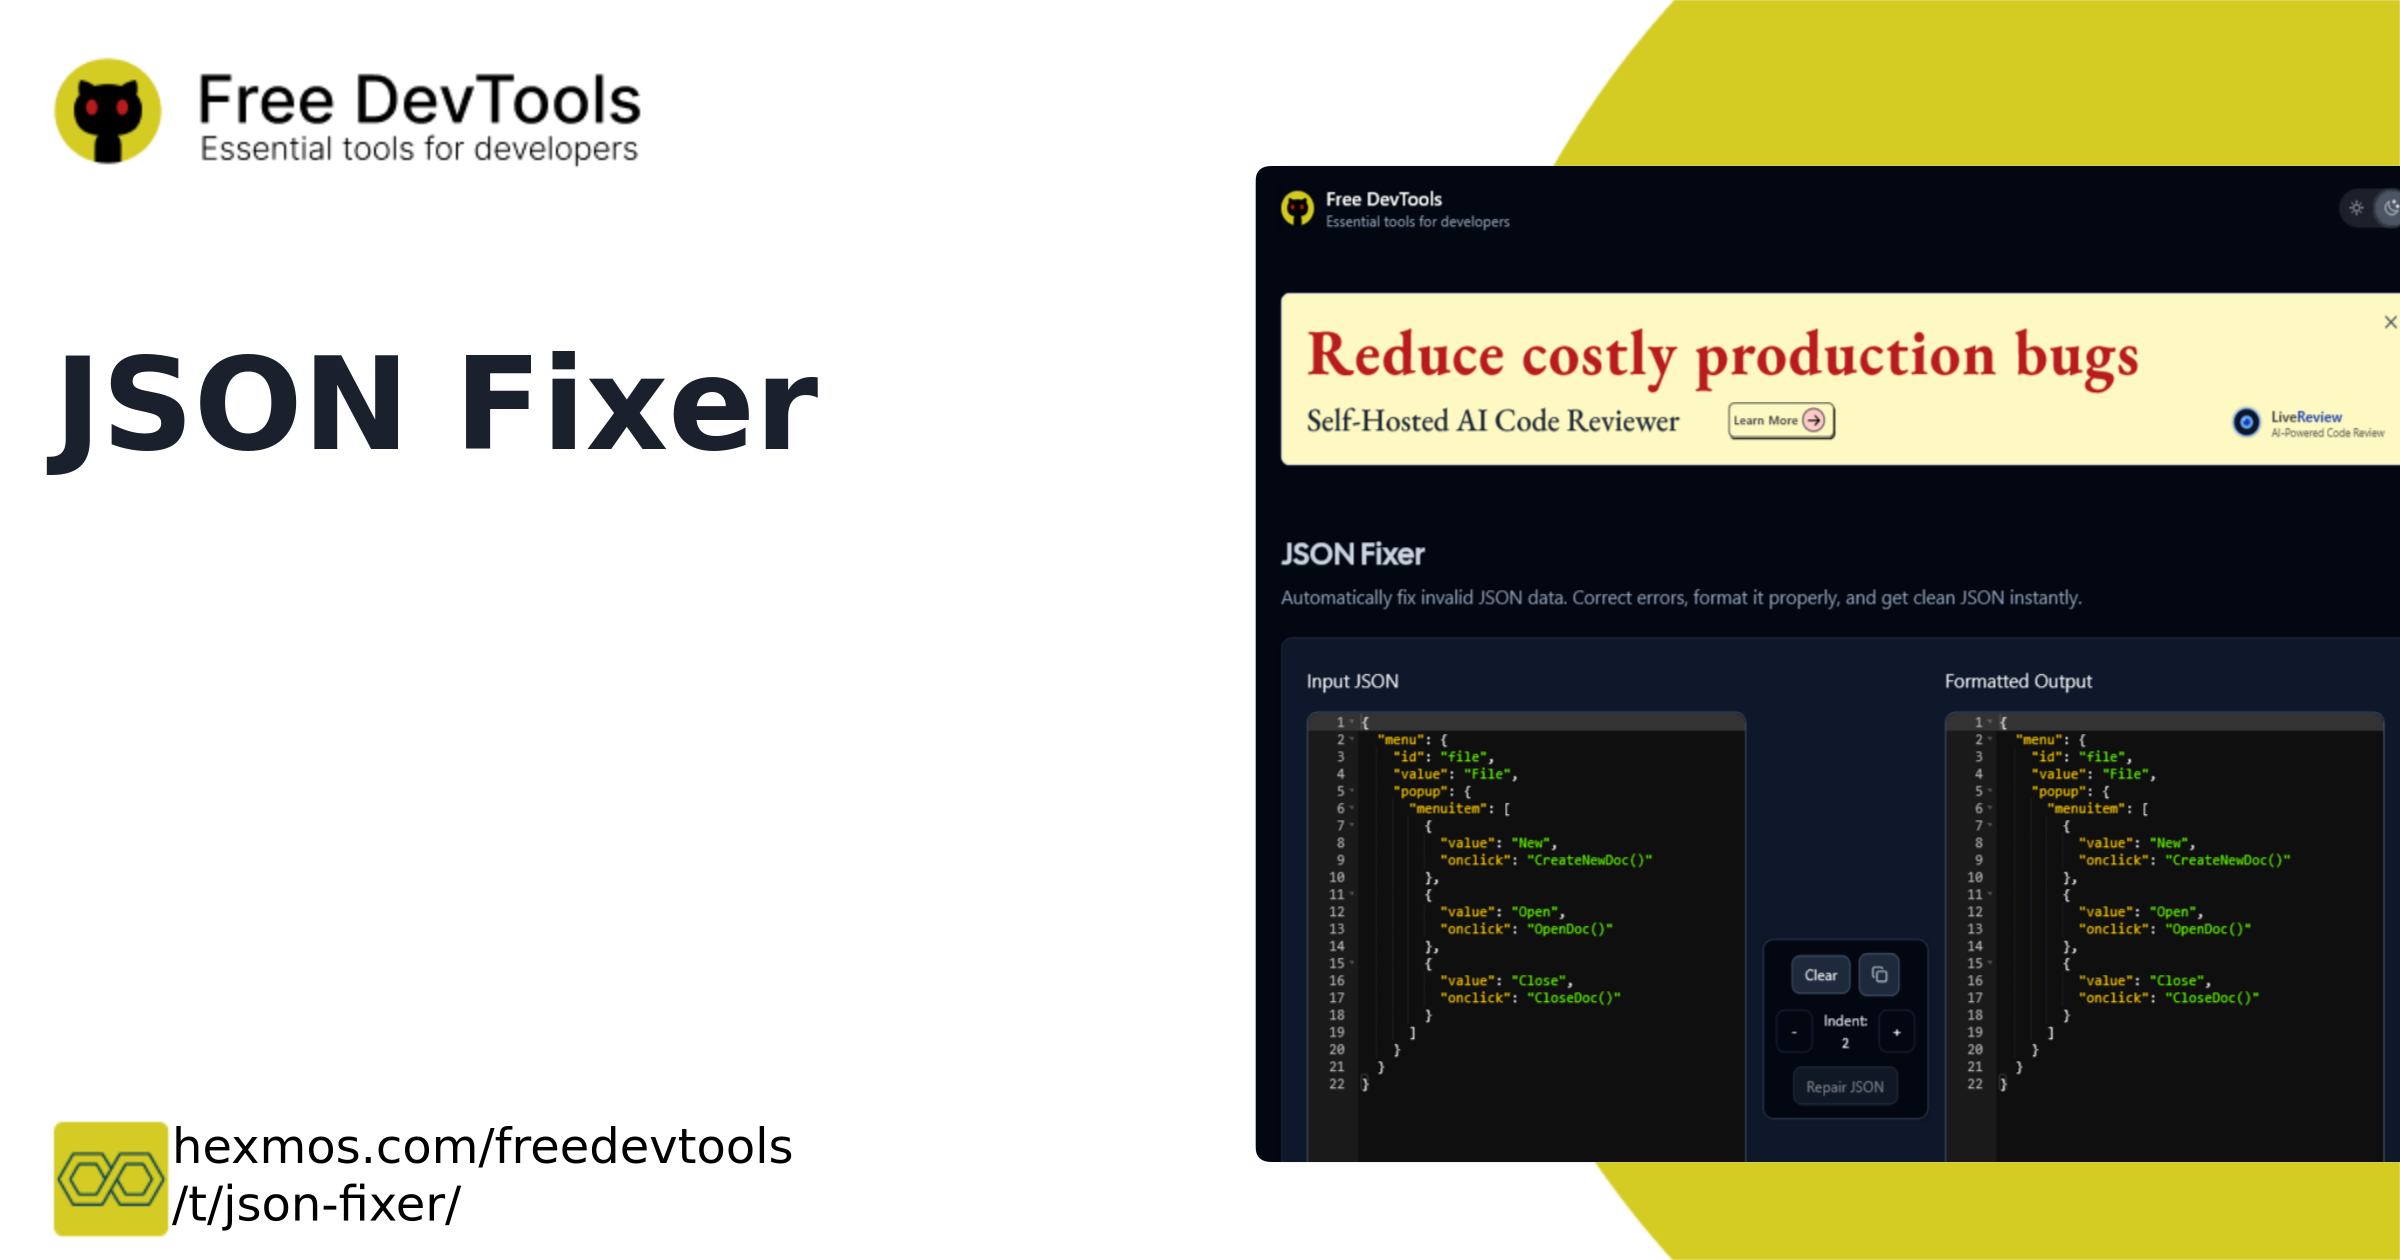 Free DevTools
Essential tools for developers
JSON Fixer
hexmos.com/freedevtools
/t/json-fixer/
Free DevTools
Essential tools for developers
Reduce costly production bugs
Self-Hosted AI Code Reviewer
Learn More
LiveReview
AI-Powered Code Review
JSON Fixer
Automatically fix invalid JSON data. Correct errors, format it properly, and get clean JSON instantly.
Input JSON
1 {
2 "menu": {
3 "id": "file",
4 "value": "File",
5 "popup": {
6 "menuitem": [
7 {
8 "value": "New",
9 "onclick": "CreateNewDoc()"
10 },
11 {
12 "value": "Open",
13 "onclick": "OpenDoc()"
14 },
15 {
16 "value": "Close",
17 "onclick": "CloseDoc()"
18 }
19 ]
20 }
21 }
22 }
Clear
- Indent: +
2
Repair JSON
Formatted Output
1 {
2 "menu": {
3 "id": "file",
4 "value": "File",
5 "popup": {
6 "menuitem": [
7 {
8 "value": "New",
9 "onclick": "CreateNewDoc()"
10 },
11 {
12 "value": "Open",
13 "onclick": "OpenDoc()"
14 },
15 {
16 "value": "Close",
17 "onclick": "CloseDoc()"
18 }
19 ]
20 }
21 }
22 }